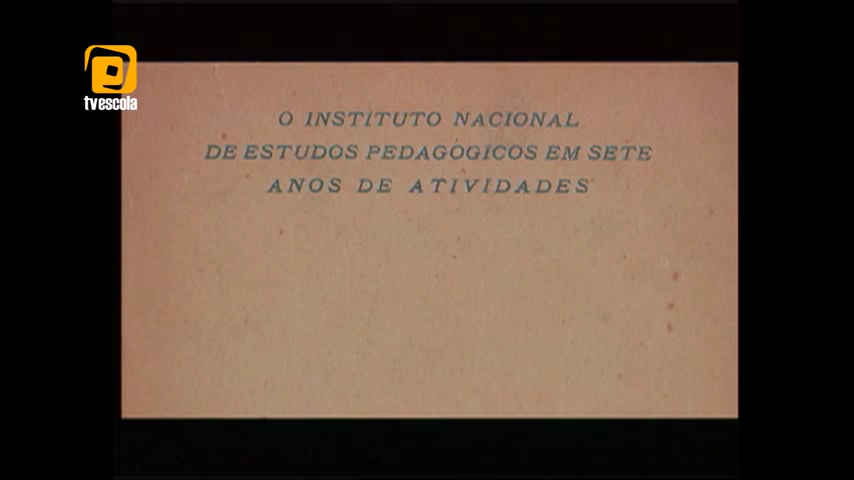 tvescola
O INSTITUTO NACIONAL
DE ESTUDOS PEDAGÓGICOS EM SETE
ANOS DE ATIVIDADES